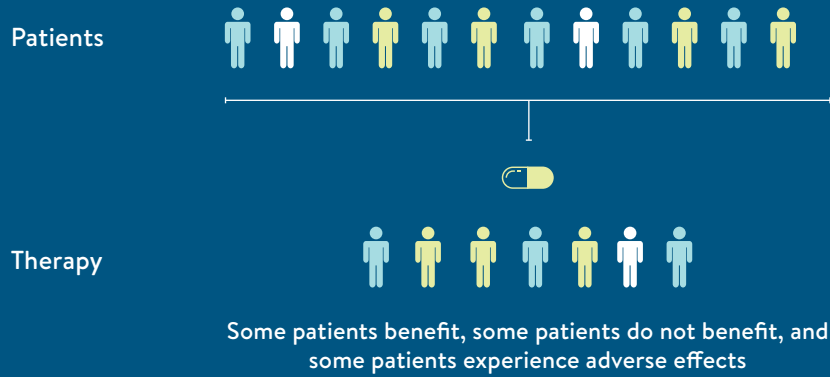 Patients
Therapy
Some patients benefit, some patients do not benefit, and
some patients experience adverse effects